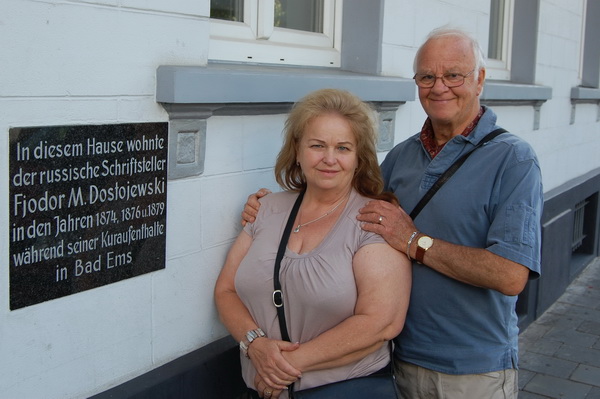 In diesem Hause wohnte
der russische Schriftsteller
Fjodor M. Dostojewski
in den Jahren 1874, 1876 u. 1879
während seiner Kuraufenthalte
in Bad Ems